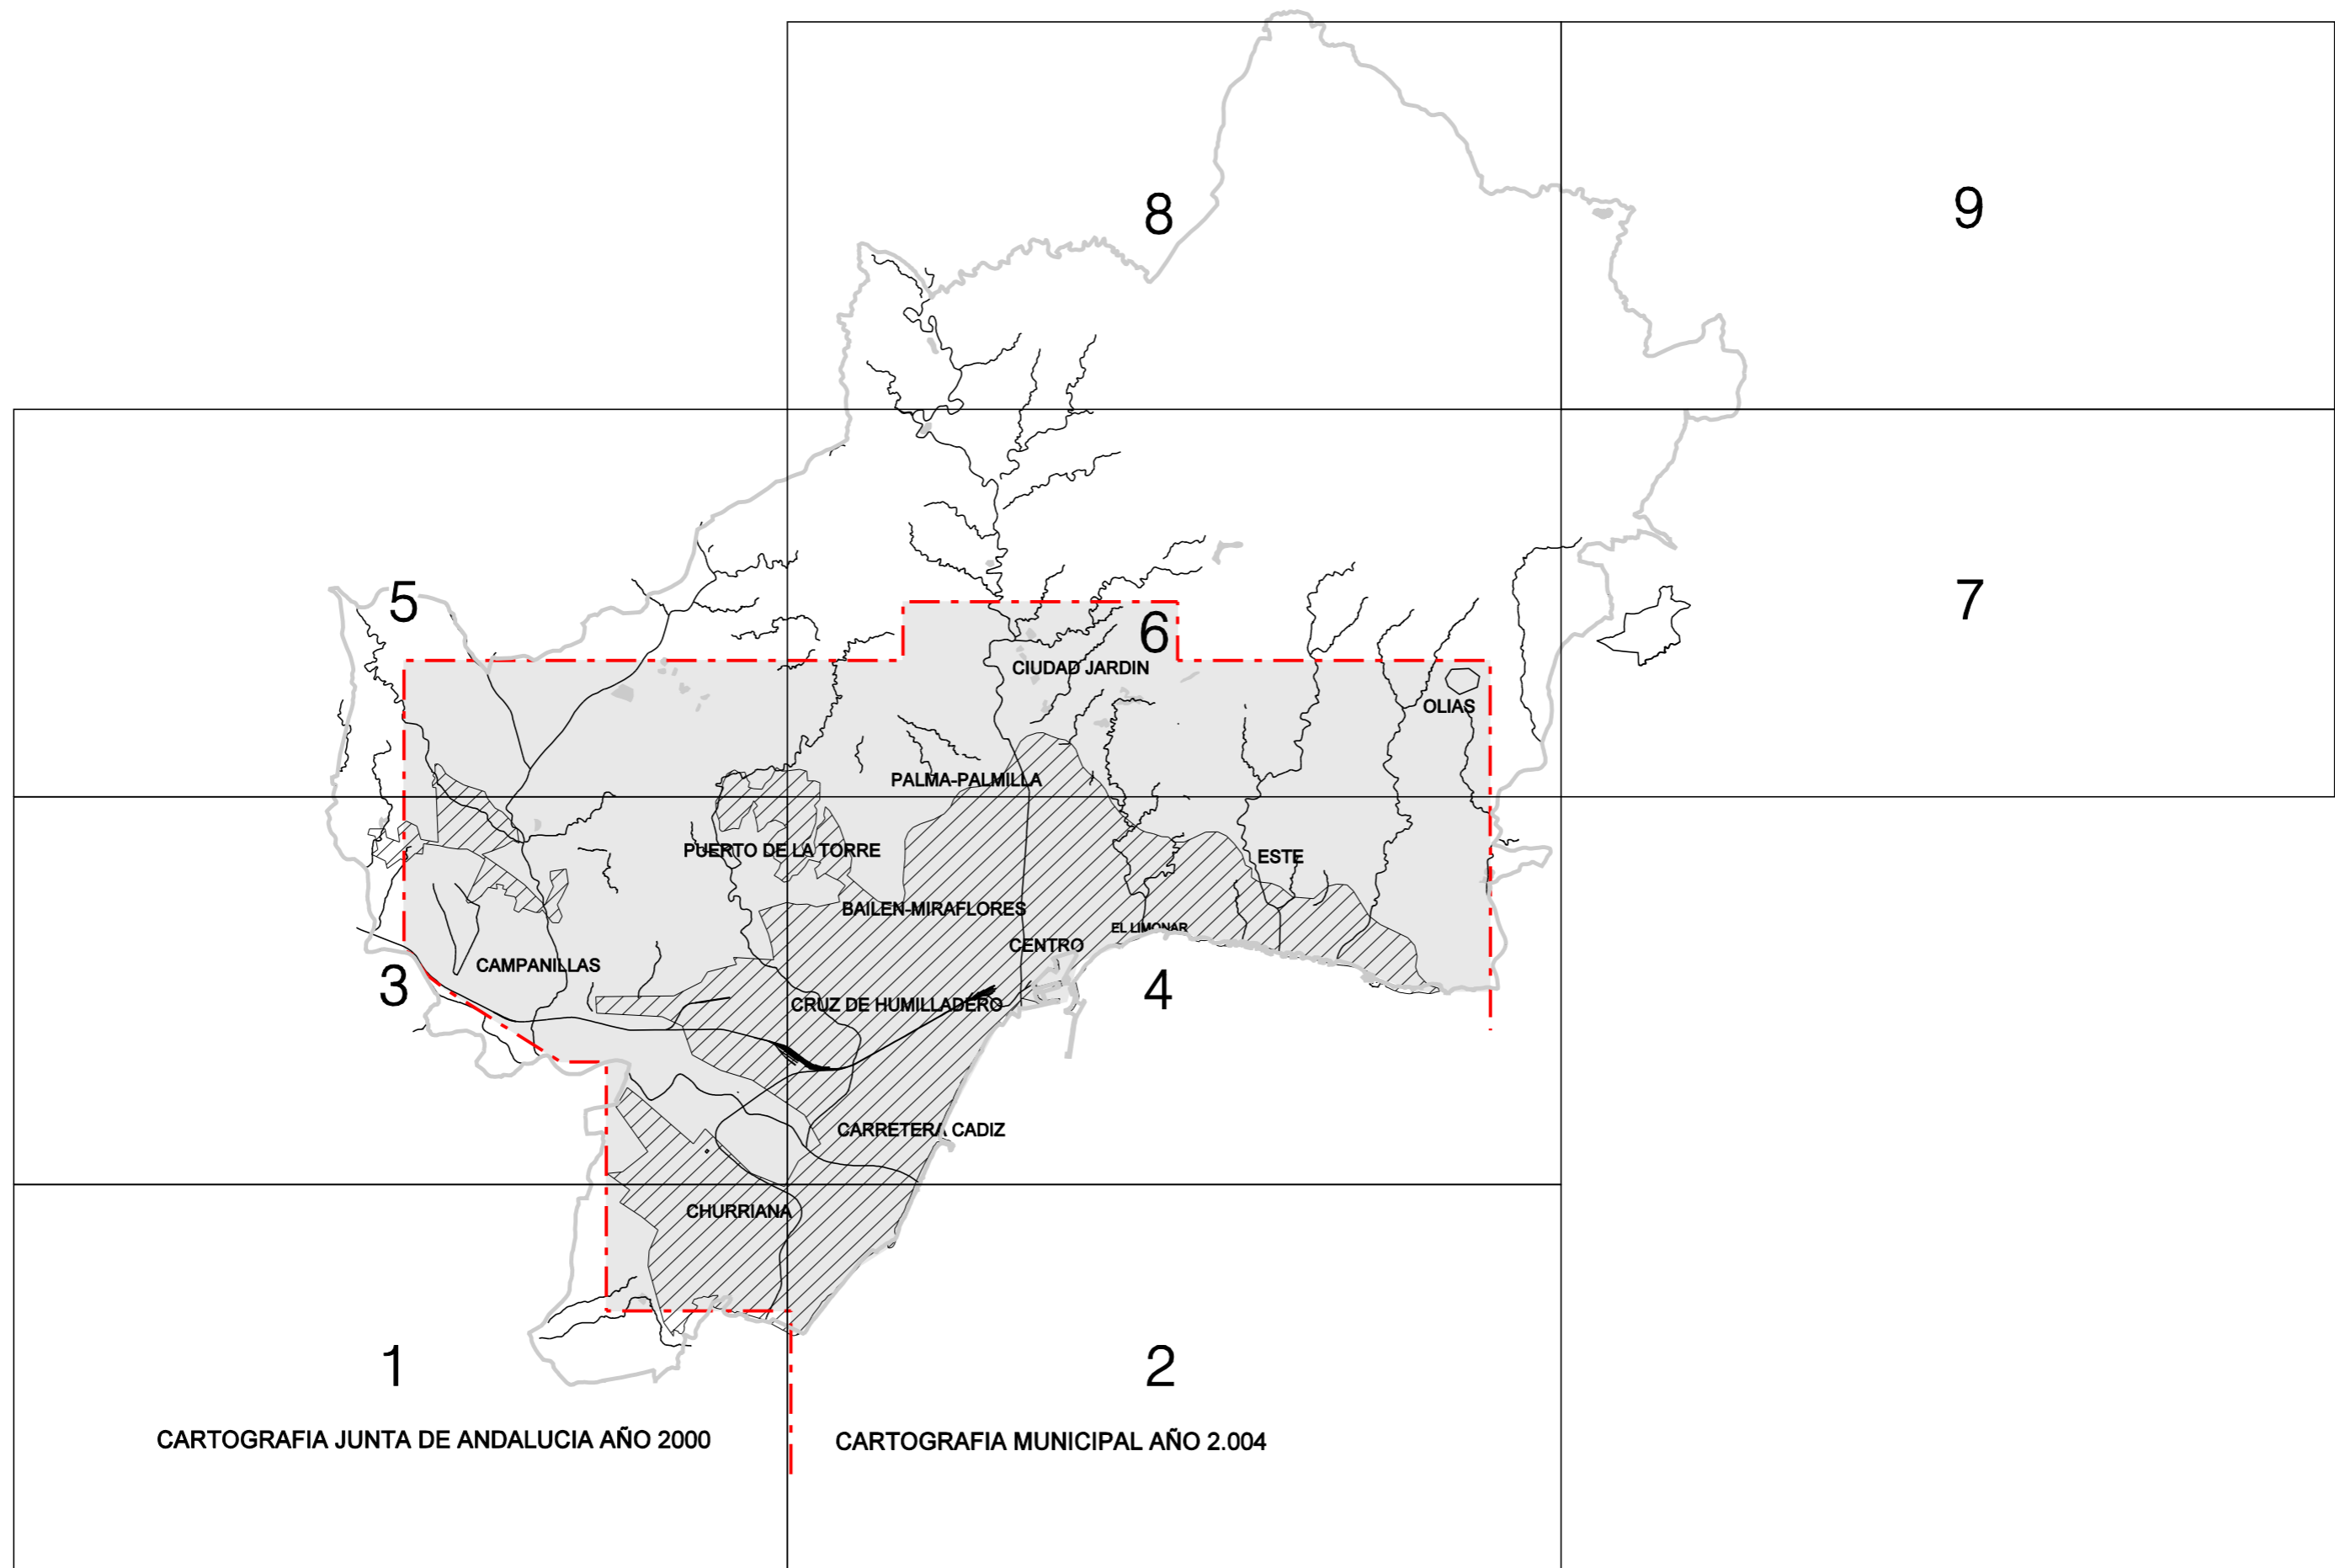 8
9
5
6
7
CIUDAD JARDIN
OLIAS
PALMA-PALMILLA
PUERTO DE LA TORRE
ESTE
BAILEN-MIRAFLORES
EL LIMONAR
CENTRO
CAMPANILLAS
3
4
CRUZ DE HUMILLADERO
CARRETERA CADIZ
CHURRIANA
1
2
CARTOGRAFIA JUNTA DE ANDALUCIA AÑO 2000
CARTOGRAFIA MUNICIPAL AÑO 2.004